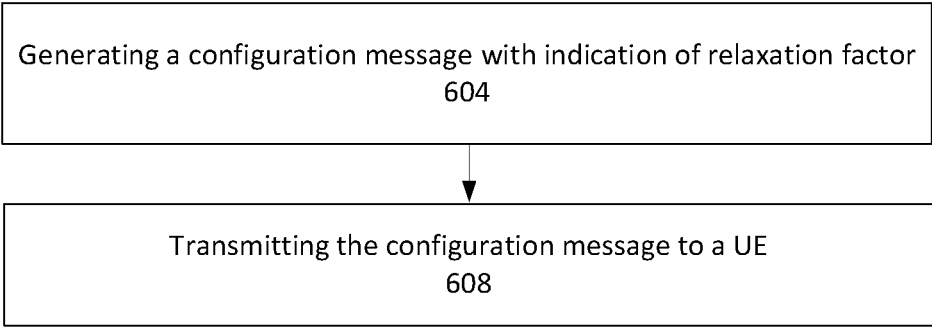 Generating a configuration message with indication of relaxation factor
604
Transmitting the configuration message to a UE
608